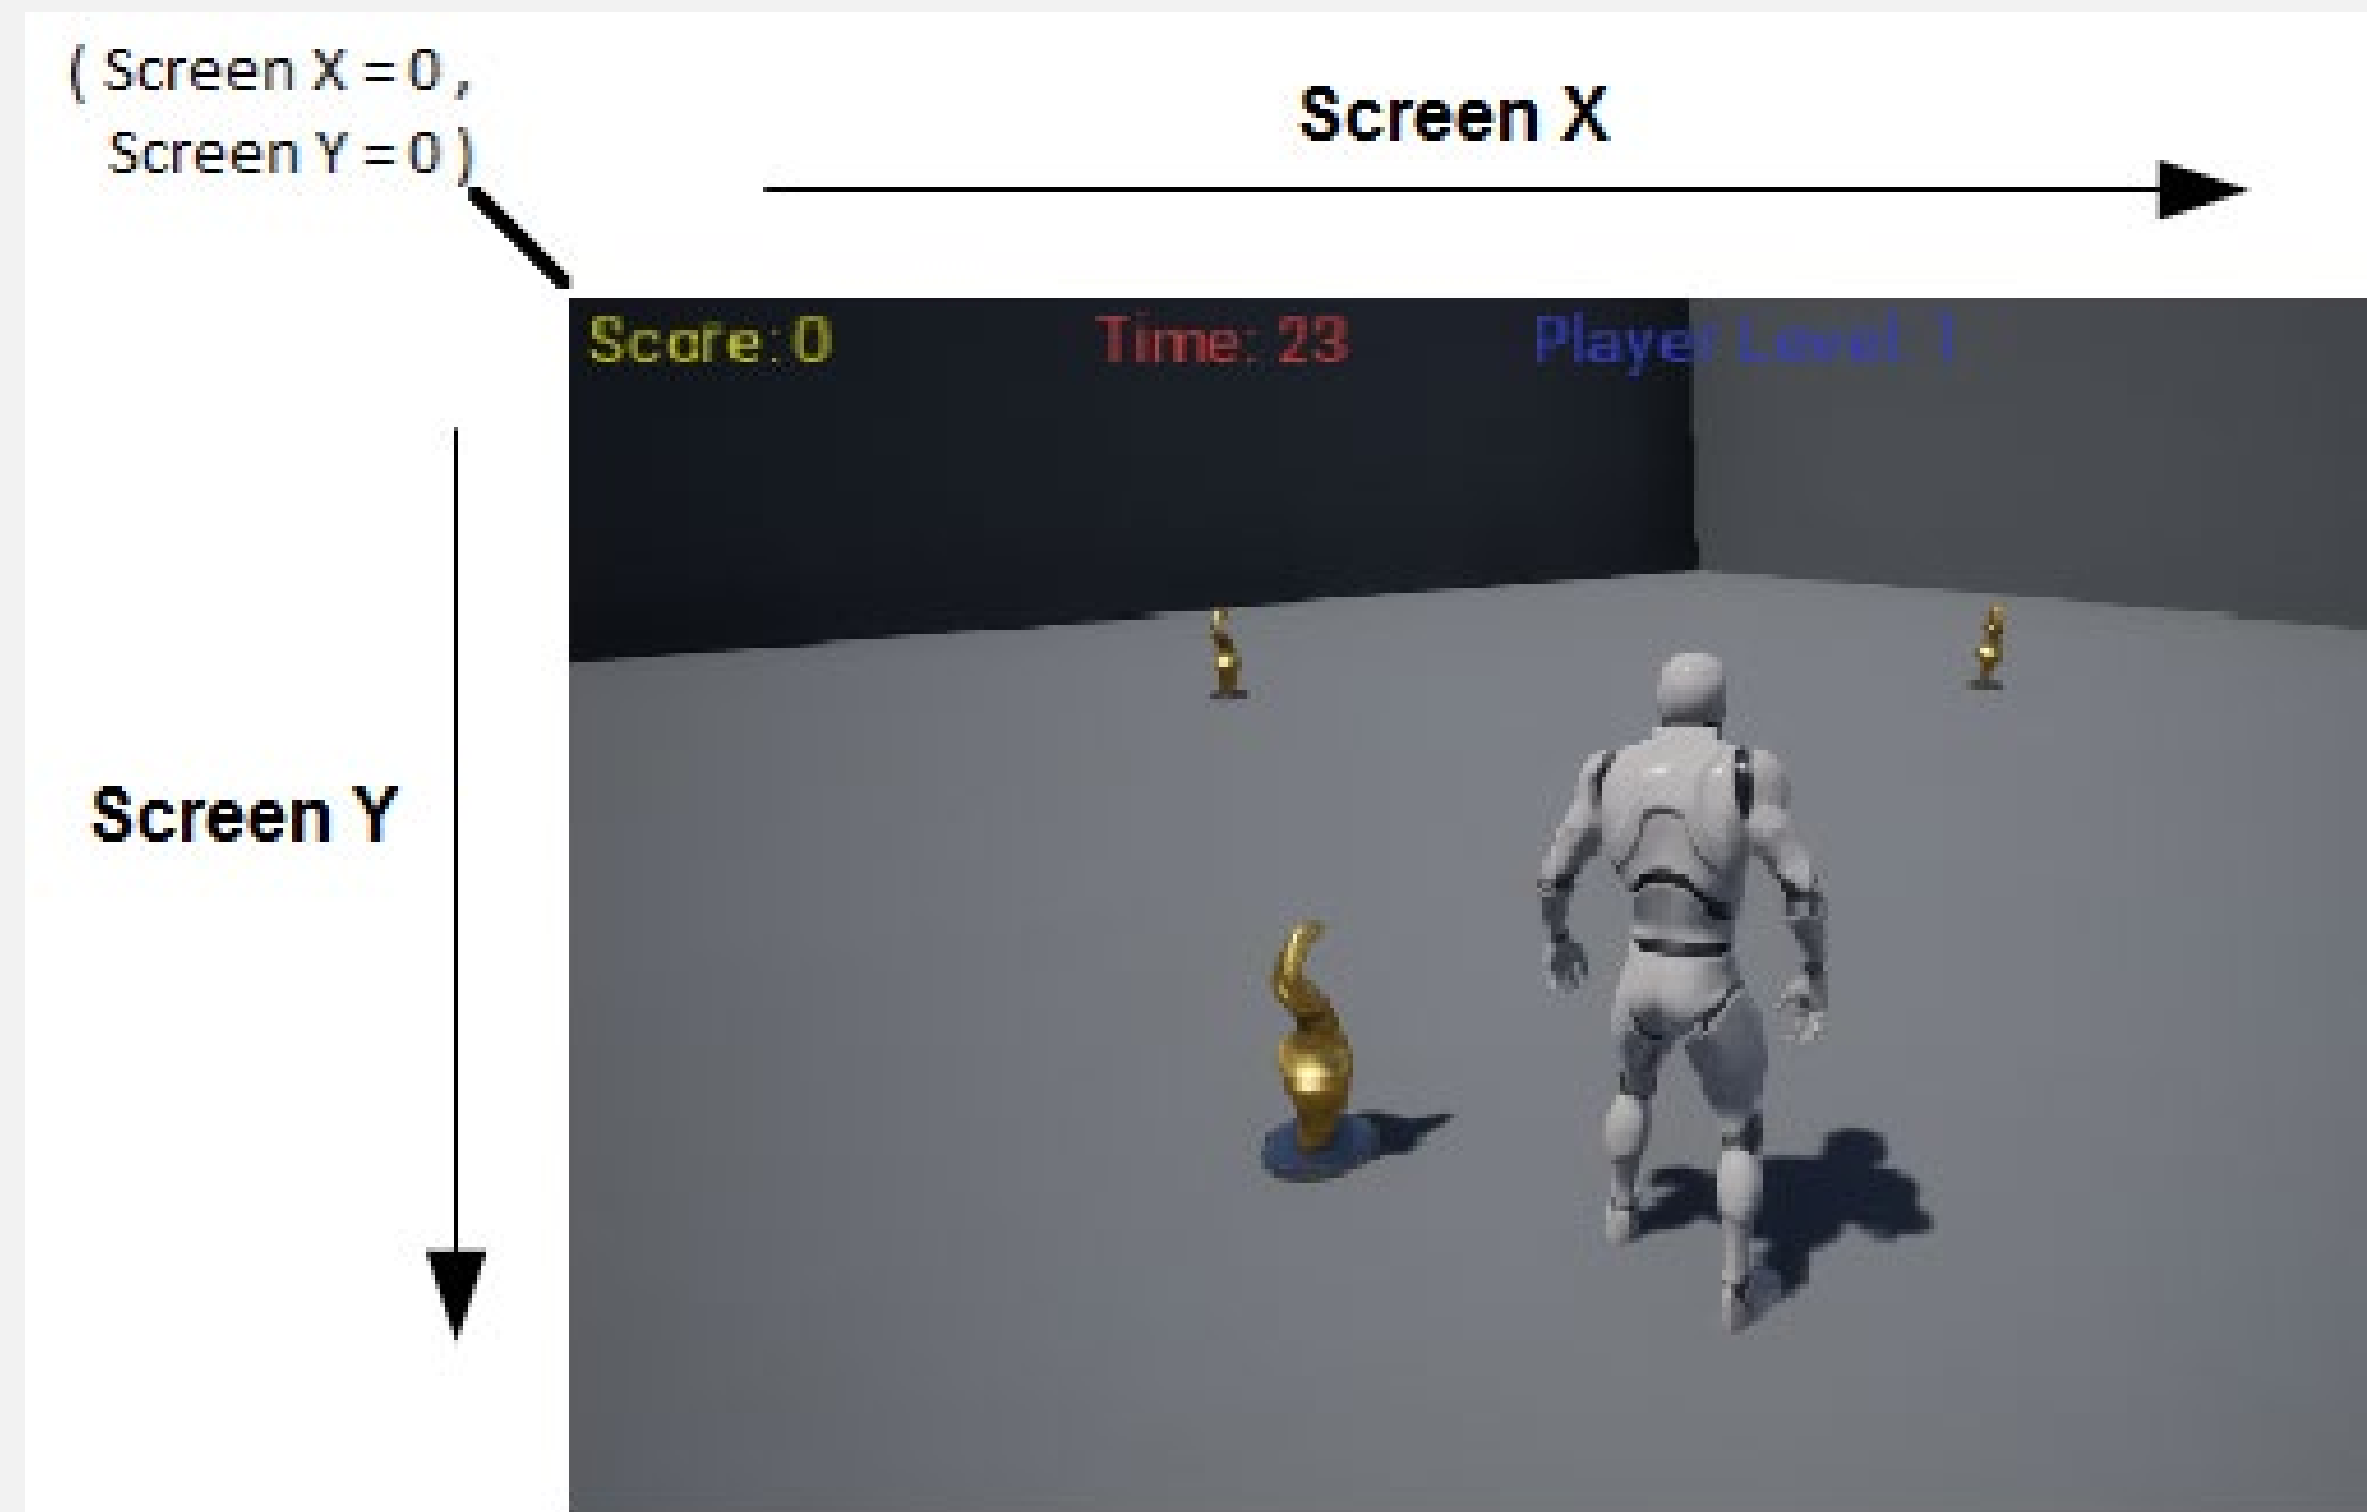 ( Screen X = 0 ,
Screen Y = 0 )
Screen X
Score: 0 Time: 23 Player Level 1
Screen Y